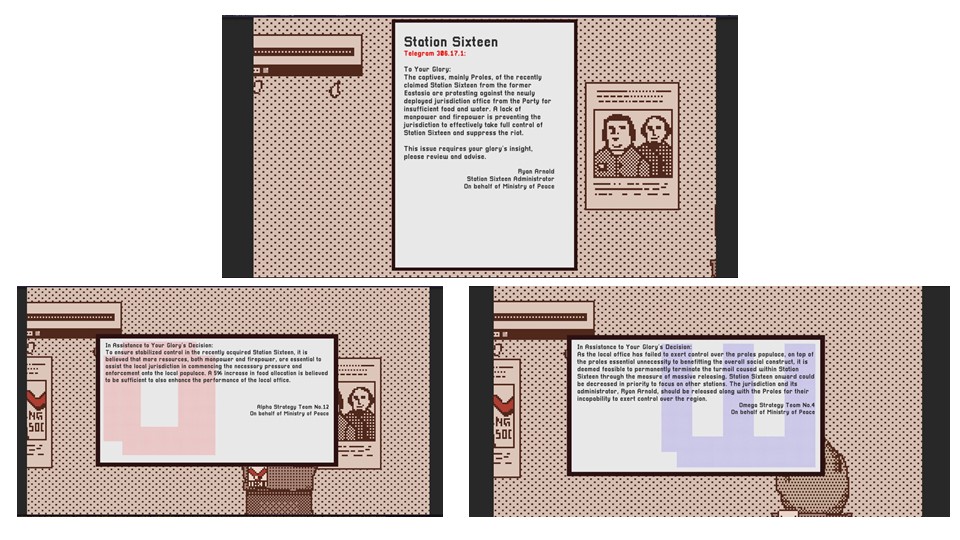 Station Sixteen
Telegram 306.17.1:
To Your Glory:
The captives, mainly Proles, of the recently
claimed Station Sixteen from the former
Eastasia are protesting against the newly
deployed jurisdiction office from the Party for
insufficient food and water. A lack of
manpower and firepower is preventing the
jurisdiction to effectively take full control of
Station Sixteen and suppress the riot.
This issue requires your glory's insight,
please review and advise.
Ryan Arnold
Station Sixteen Administrator
On behalf of Ministry of Peace
In Assistance to Your Glory's Decision:
To ensure stabilized control in the recently acquired Station Sixteen, it is
believed that more resources, both manpower and firepower, are essential to
assist the local jurisdiction in commencing the necessary pressure and
enforcement onto the local populace. A 5% increase in food allocation is believed
to be sufficient to also enhance the performance of the local office.
Alpha Strategy Team No.12
On behalf of Ministry of Peace
NG
SOC
In Assistance to Your Glory's Decision:
As the local office has failed to exert control over the proles populace, on top of
the proles essential unnecessity to benefitting the overall social construct, it is
deemed feasible to permanently terminate the turmoil caused within Station
Sixteen through the measure of massive releasing. Station Sixteen onward could
be decreased in priority to focus on other stations. The jurisdiction and its
administrator, Ryan Arnold, should be released along with the Proles for their
incapability to exert control over the region.
Omega Strategy Team No.4
On behalf of Ministry of Peace
NG
SOC